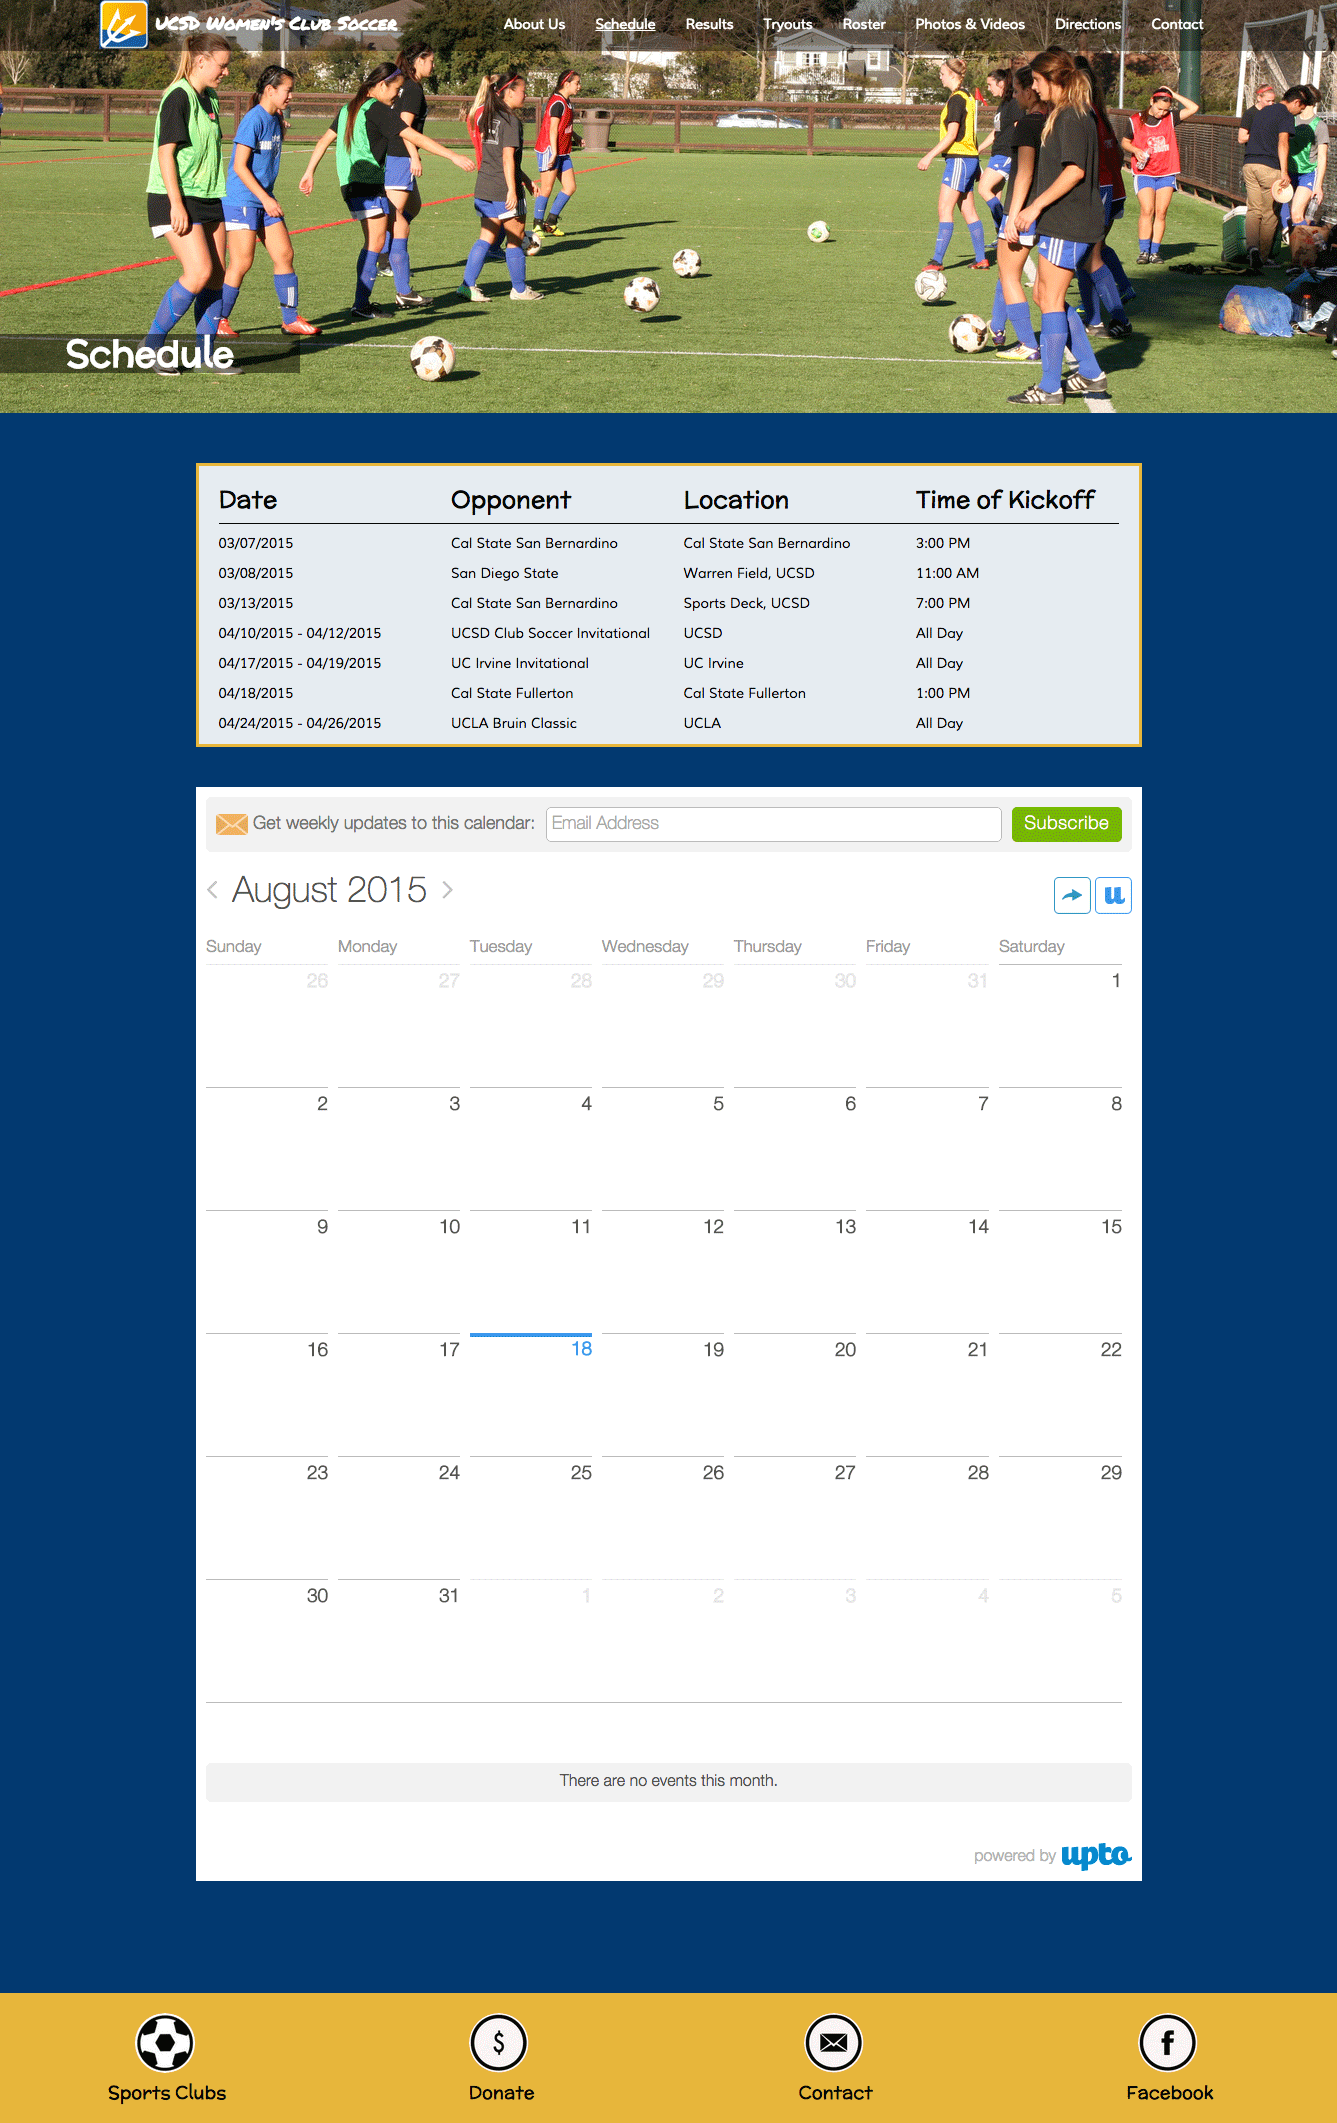 UCSD Women's Club Soccer
About Us Schedule Results Tryouts Roster Photos & Videos Directions Contact
Schedule
Date Opponent Location Time of Kickoff
03/07/2015 Cal State San Bernardino Cal State San Bernardino 3:00 PM
03/08/2015 San Diego State Warren Field, UCSD 11:00 AM
03/13/2015 Cal State San Bernardino Sports Deck, UCSD 7:00 PM
04/10/2015 - 04/12/2015 UCSD Club Soccer Invitational UCSD All Day
04/17/2015 - 04/19/2015 UC Irvine Invitational UC Irvine All Day
04/18/2015 Cal State Fullerton Cal State Fullerton 1:00 PM
04/24/2015 - 04/26/2015 UCLA Bruin Classic UCLA All Day
Get weekly updates to this calendar: Email Address Subscribe
August 2015 u
Sunday Monday Tuesday Wednesday Thursday Friday Saturday
26 27 28 29 30 31 1
2 3 4 5 6 7 8
9 10 11 12 13 14 15
16 17 18 19 20 21 22
23 24 25 26 27 28 29
30 31 1 2 3 4 5
There are no events this month.
powered by upto
$ f
Sports Clubs Donate Contact Facebook